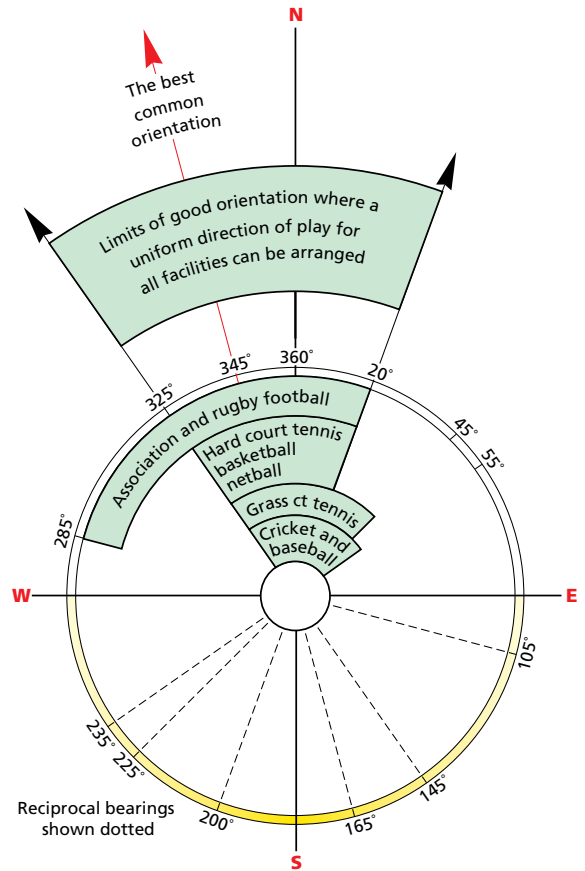 N
The best
common
orientation
Limits of good orientation where a
uniform direction of play for
all facilities can be arranged
325°
345°
360°
20°
45°
55°
285°
Association and rugby football
Hard court tennis
basketball
netball
Grass ct tennis
Cricket and
baseball
W
E
105°
235°
225°
200°
165°
145°
Reciprocal bearings
shown dotted
S